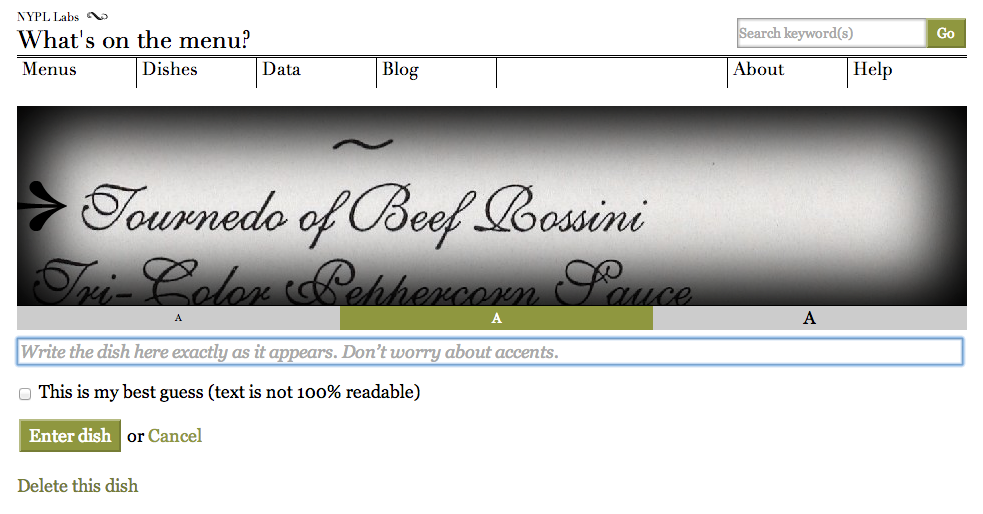 NYPL Labs
What's on the menu?
Search keyword(s) Go
Menus Dishes Data Blog About Help
Tournedo of Beef Rossini
Tri-Color Peppercorn Sauce
A A A
Write the dish here exactly as it appears. Don't worry about accents.
This is my best guess (text is not 100% readable)
Enter dish or Cancel
Delete this dish